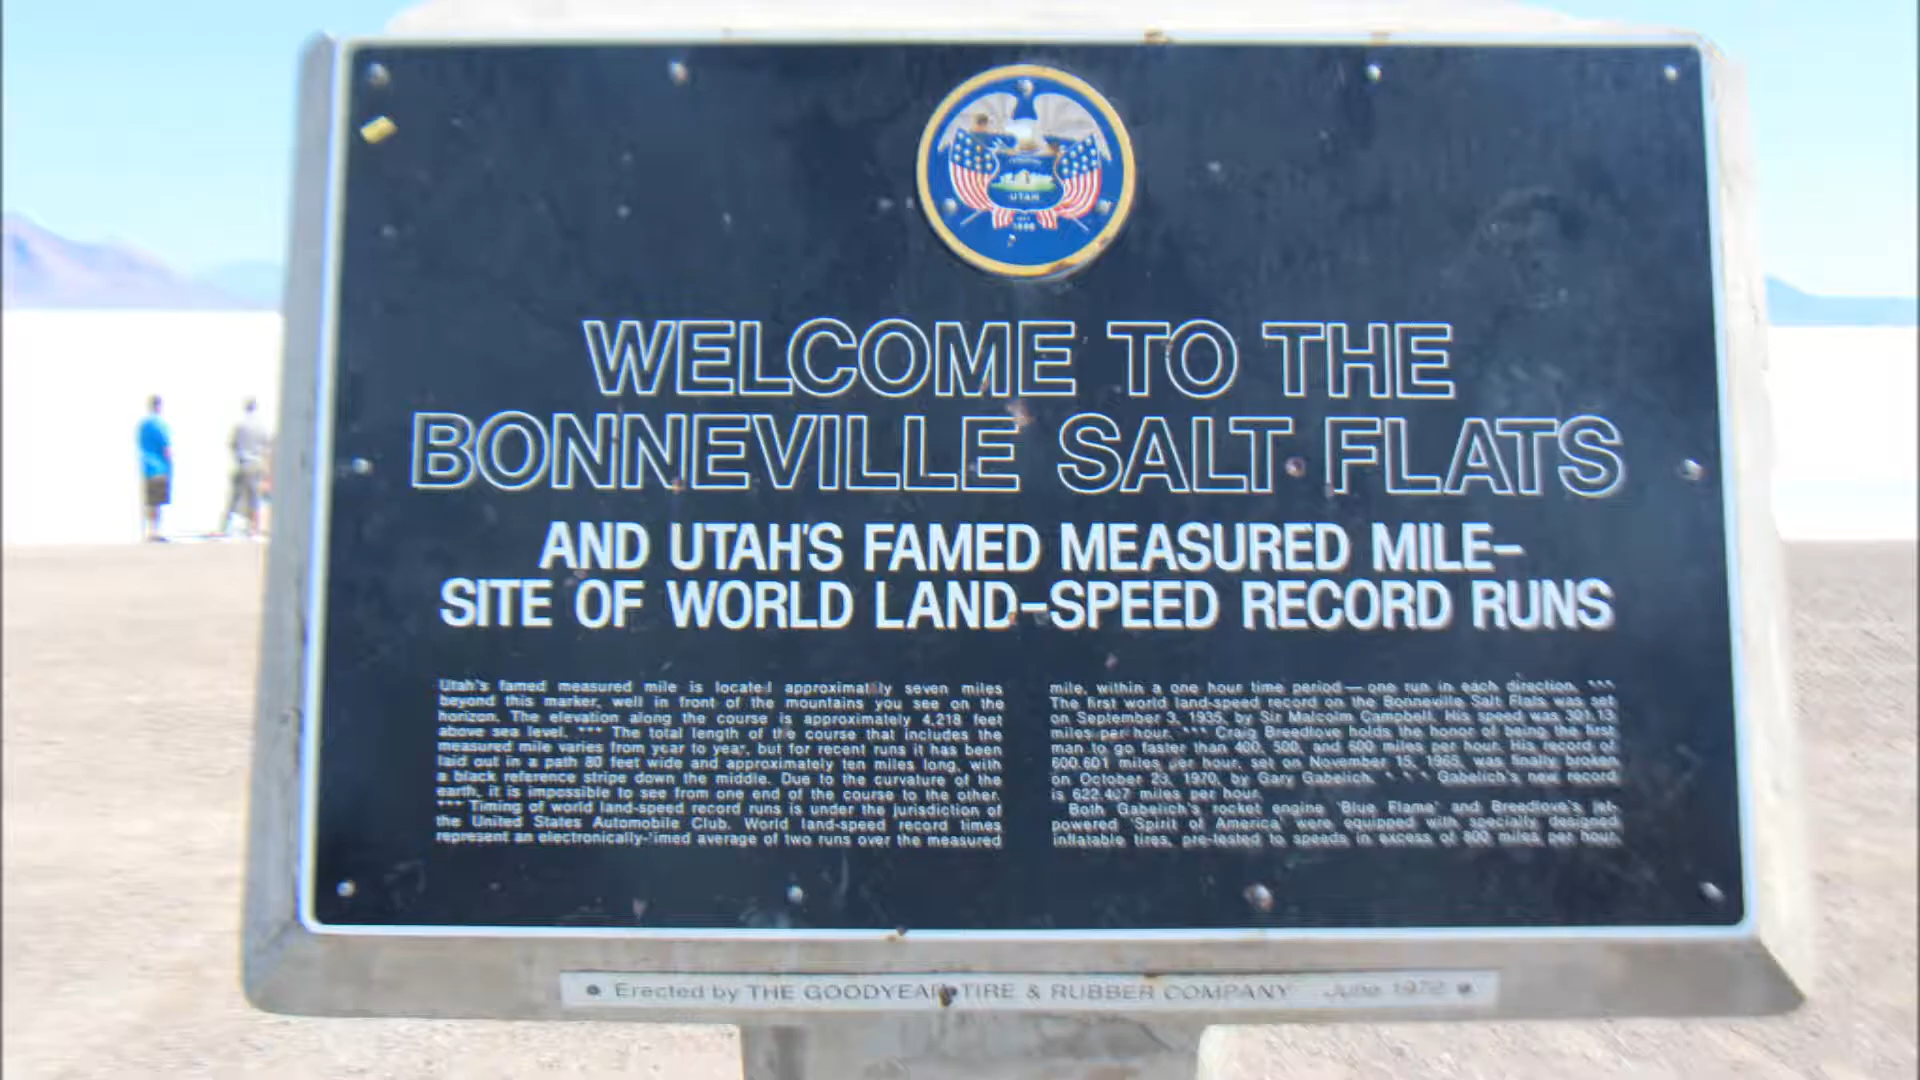 UTAH
WELCOME TO THE
BONNEVILLE SALT FLATS
AND UTAH'S FAMED MEASURED MILE–
SITE OF WORLD LAND-SPEED RECORD RUNS
Utah's famed measured mile is located approximately seven miles
beyond this marker, well in front of the mountains you see on the
horizon. The elevation along the course is approximately 4,218 feet
above sea level. *** The total length of the course that includes the
measured mile varies from year to year, but for recent runs it has been
laid out in a path 80 feet wide and approximately ten miles long, with
a black reference stripe down the middle. Due to the curvature of the
earth, it is impossible to see from one end of the course to the other.
*** Timing of world land-speed record runs is under the jurisdiction of
the United States Automobile Club. World land-speed record times
represent an electronically-timed average of two runs over the measured
mile, within a one hour time period — one run in each direction. ***
The first world land-speed record on the Bonneville Salt Flats was set
on September 3, 1935, by Sir Malcolm Campbell. His speed was 301.13
miles per hour. *** Craig Breedlove holds the honor of being the first
man to go faster than 400, 500, and 600 miles per hour. His record of
600.601 miles per hour, set on November 15, 1965, was finally broken
on October 23, 1970, by Gary Gabelich. *** Gabelich's new record
is 622.407 miles per hour.
Both Gabelich's rocket engine 'Blue Flame' and Breedlove's jet-
powered 'Spirit of America' were equipped with specially designed
inflatable tires, pre-tested to speeds in excess of 800 miles per hour.
Erected by THE GOODYEAR TIRE & RUBBER COMPANY June 1972